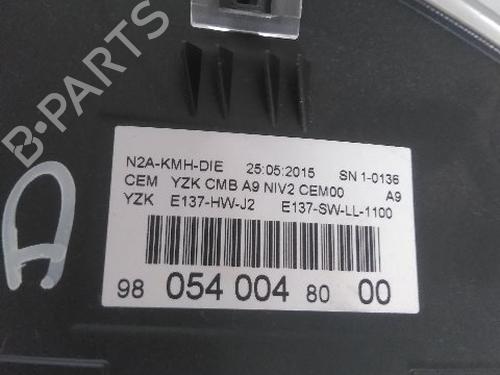 B-PARTS
N2A-KMH-DIE 25:05:2015 SN 1-0136
CEM YZK CMB A9 NIV2 CEM00 A9
YZK E137-HW-J2 E137-SW-LL-1100
98 054 004 80 00